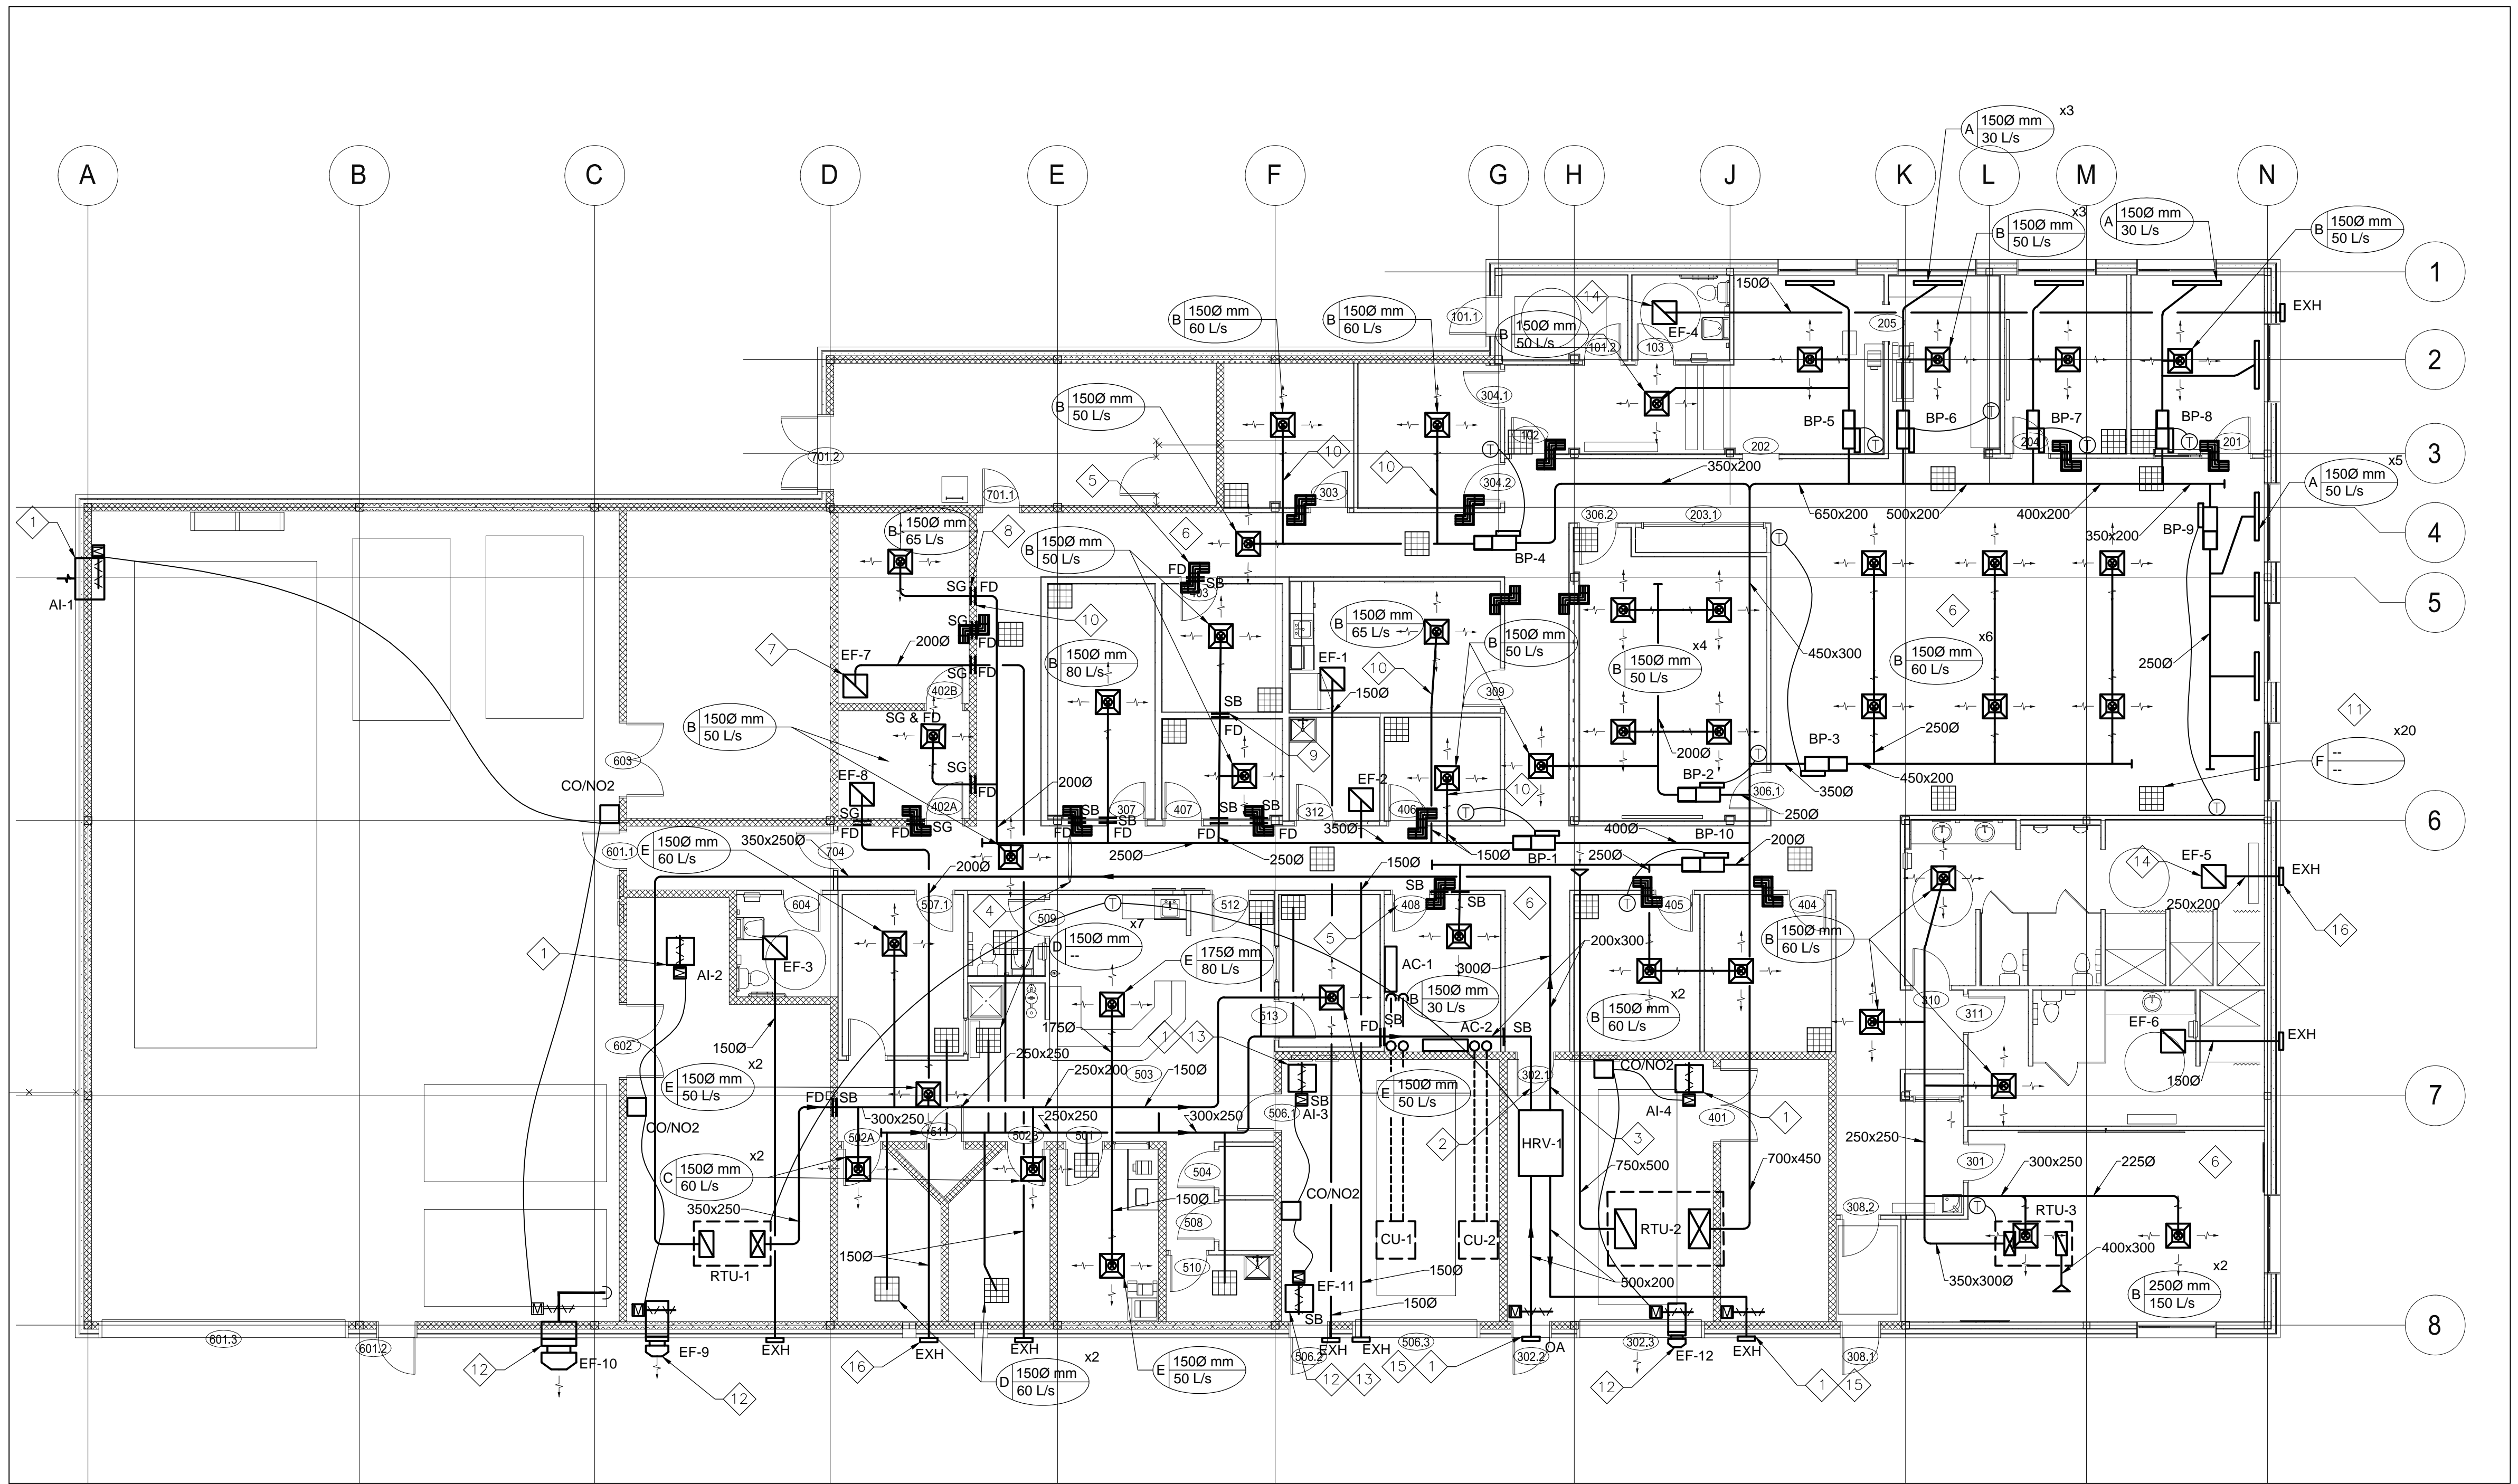 150Ø mm
x3
A
30 L/s
A
B
C
D
E
F
G
H
J
K
L
M
N
150Ø mm
x3
B
50 L/s
150Ø mm
A
30 L/s
150Ø mm
B
50 L/s
1
150Ø
EXH
14
EF-4
101.1
150Ø mm
B
60 L/s
150Ø mm
B
60 L/s
150Ø mm
B
50 L/s
101.2
103
205
2
304.1
150Ø mm
B
50 L/s
BP-5
T
BP-6
T
BP-7
T
BP-8
T
701.2
10
10
T
102
202
204
201
3
350x200
150Ø mm
x5
A
50 L/s
5
303
304.2
701.1
1
8
6
306.2
203.1
650x200
500x200
400x200
350x200
BP-9
4
150Ø mm
B
65 L/s
150Ø mm
B
50 L/s
BP-4
T
AI-1
SG
FD
FD
SB
403
5
10
SG
FD
150Ø mm
B
65 L/s
150Ø mm
B
50 L/s
150Ø mm
x4
B
50 L/s
6
150Ø mm
x6
B
60 L/s
450x300
250Ø
7
EF-7
200Ø
SG
FD
150Ø mm
B
80 L/s
EF-1
10
150Ø
309
402B
SG & FD
SB
FD
9
150Ø mm
B
50 L/s
200Ø
250Ø
11
x20
F
--
--
603
CO/NO2
EF-8
SG
FD
402A
200Ø
EF-2
10
T
BP-2
T
306.1
250Ø
BP-3
350Ø
450x200
T
SG
FD
FD
SG
SB
307
SB
FD
407
FD
SB
SB
FD
312
350Ø
406
400Ø
BP-10
6
601.1
150Ø mm
E
60 L/s
350x250Ø
704
200Ø
250Ø
250Ø
150Ø
150Ø
BP-1
250Ø
200Ø
14
EF-5
EXH
250x200
16
604
507.1
4
509
T
512
5
SB
408
SB
6
T
405
404
1
AI-2
EF-3
150Ø mm
x7
D
--
175Ø mm
E
80 L/s
AC-1
200x300
300Ø
150Ø mm
B
30 L/s
150Ø mm
x2
B
60 L/s
150Ø mm
B
60 L/s
310
311
175Ø
1
13
513
FD
SB
AC-2
SB
EF-6
EXH
150Ø
602
150Ø
150Ø mm
x2
E
50 L/s
250x250
250x200
503
150Ø
302.1
CO/NO2
AI-4
1
7
CO/NO2
FD
SB
300x250
250x250
300x250
506.1
SB
AI-3
150Ø mm
E
50 L/s
401
502A
511
502B
501
2
HRV-1
3
250x250
150Ø mm
x2
C
60 L/s
504
750x500
700x450
301
300x250
225Ø
6
350x250
150Ø
CO/NO2
508
CU-1
CU-2
RTU-2
308.2
T
RTU-3
400x300
RTU-1
150Ø
510
EF-11
SB
150Ø
150Ø
500x200
350x300Ø
250Ø mm
x2
B
150 L/s
M
M
M
M
M
8
601.3
601.2
EF-10
12
EF-9
12
EXH
16
EXH
EXH
150Ø mm
x2
D
60 L/s
150Ø mm
E
50 L/s
506.2
EXH
EXH
506.3
12
13
15
1
302.2
OA
302.3
12
EF-12
EXH
1
15
308.1